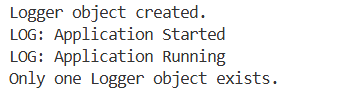 Logger object created.
LOG: Application Started
LOG: Application Running
Only one Logger object exists.